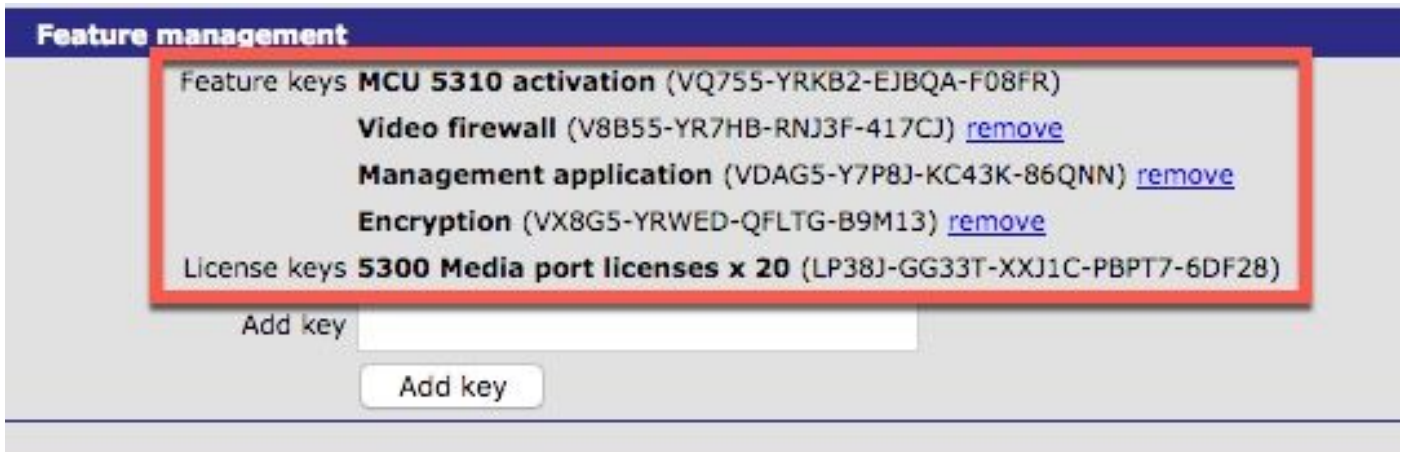 Feature management
Feature keys MCU 5310 activation (VQ755-YRKB2-EJBQA-F08FR)
Video firewall (V8B55-YR7HB-RNJ3F-417CJ) remove
Management application (VDAG5-Y7P8J-KC43K-86QNN) remove
Encryption (VX8G5-YRWED-QFLTG-B9M13) remove
License keys 5300 Media port licenses x 20 (LP38J-GG33T-XXJ1C-PBPT7-6DF28)
Add key
Add key